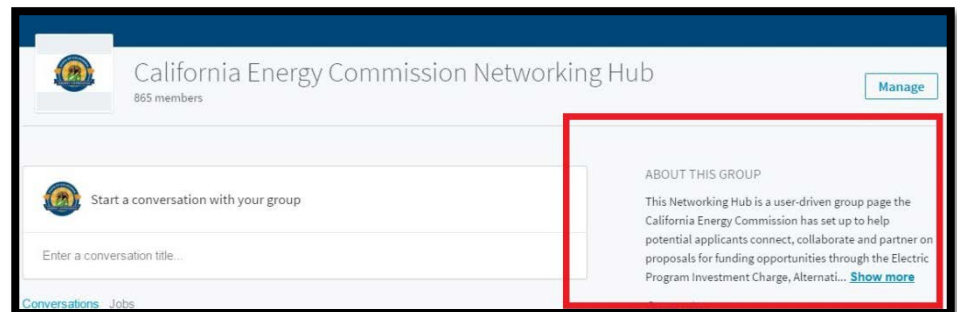 California Energy Commission Networking Hub
865 members
Manage
Start a conversation with your group
Enter a conversation title...
Conversations Jobs
ABOUT THIS GROUP
This Networking Hub is a user-driven group page the
California Energy Commission has set up to help
potential applicants connect, collaborate and partner on
proposals for funding opportunities through the Electric
Program Investment Charge, Alternati... Show more